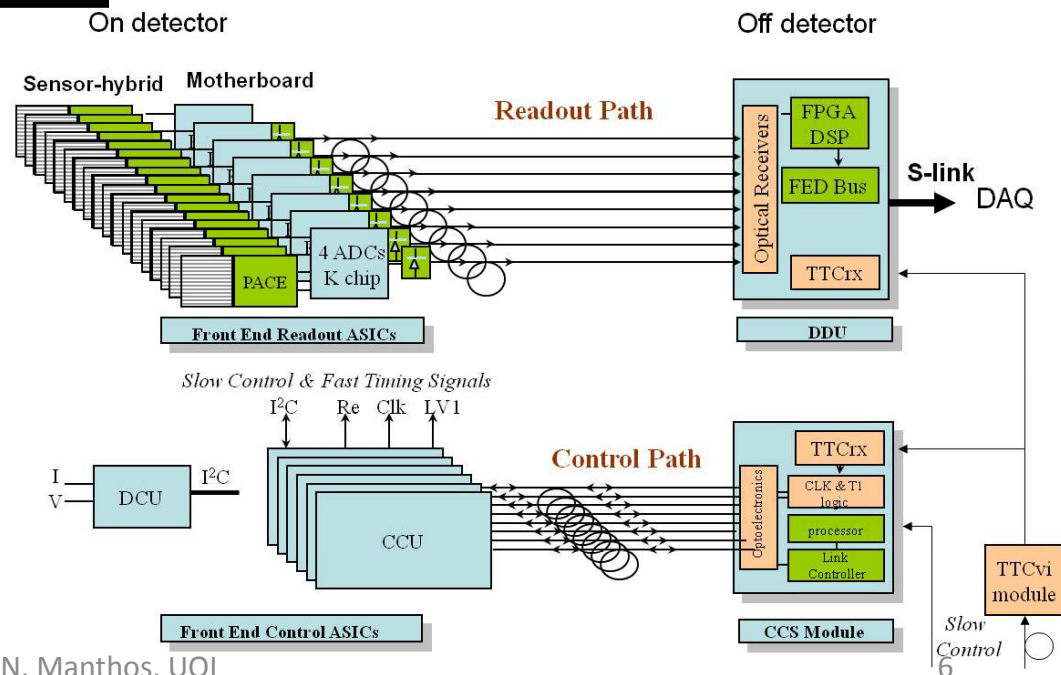 On detector
Off detector
Sensor-hybrid
Motherboard
Readout Path
Optical Receivers
FPGA
DSP
FED Bus
S-link
DAQ
TTCrx
4 ADCs
K chip
PACE
Front End Readout ASICs
DDU
Slow Control & Fast Timing Signals
I²C
Re
Clk
LV1
Control Path
I
V
DCU
I²C
CCU
Optoelectronics
TTCrx
CLK & T1
logic
processor
Link
Controller
TTCvi
module
Front End Control ASICs
CCS Module
Slow
Control
N. Manthos, UOI
6